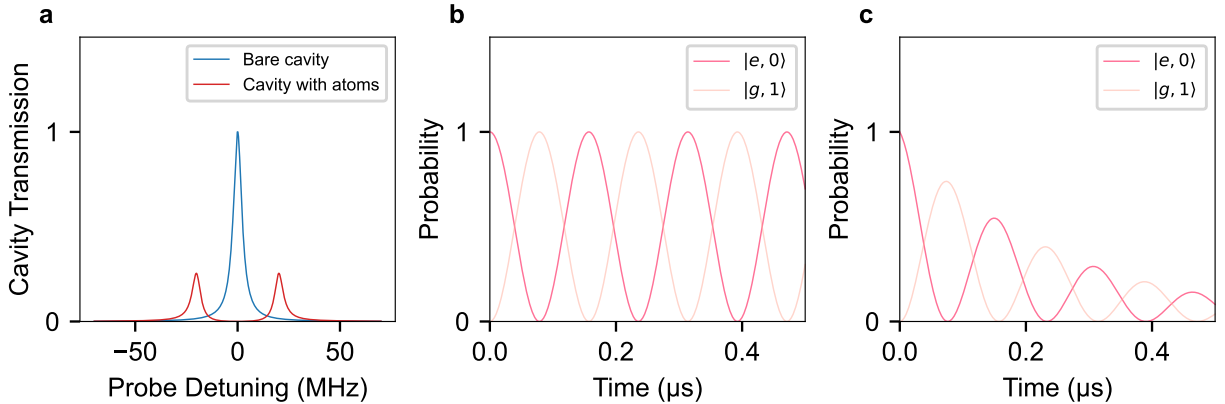 a
Cavity Transmission
1
0
Bare cavity
Cavity with atoms
−50
0
50
Probe Detuning (MHz)
b
Probability
1
0
|e, 0⟩
|g, 1⟩
0.0
0.2
0.4
Time (μs)
c
Probability
1
0
|e, 0⟩
|g, 1⟩
0.0
0.2
0.4
Time (μs)